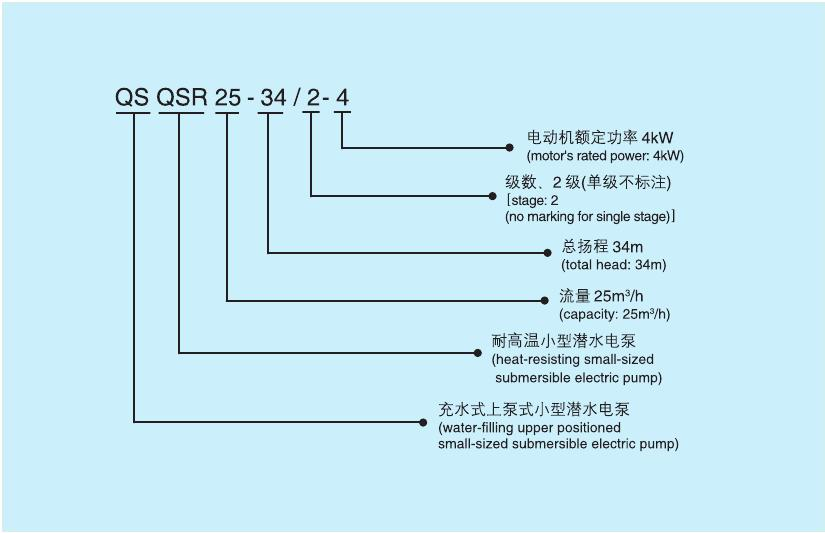 QS QSR 25 - 34 / 2 - 4
电动机额定功率 4kW
(motor's rated power: 4kW)
级数、2 级(单级不标注)
[stage: 2
(no marking for single stage)]
总扬程 34m
(total head: 34m)
流量 25m³/h
(capacity: 25m³/h)
耐高温小型潜水电泵
(heat-resisting small-sized
submersible electric pump)
充水式上泵式小型潜水电泵
(water-filling upper positioned
small-sized submersible electric pump)